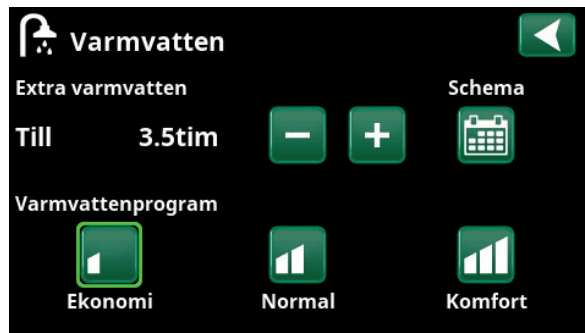 Varmvatten
Extra varmvatten Schema
Till 3.5tim
Varmvattenprogram
Ekonomi Normal Komfort